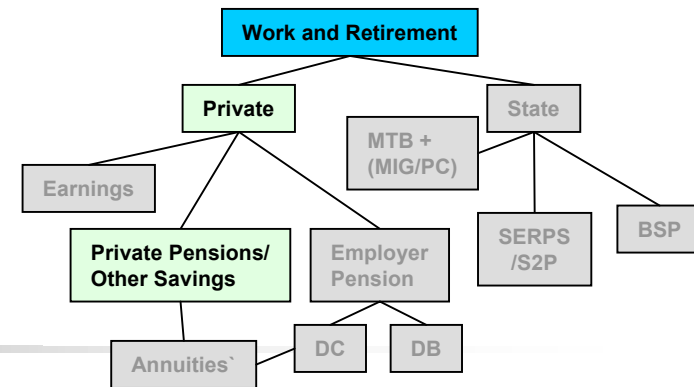 Work and Retirement
Private
State
MTB +
(MIG/PC)
Earnings
Private Pensions/
Other Savings
Employer
Pension
SERPS
/S2P
BSP
Annuities`
DC
DB